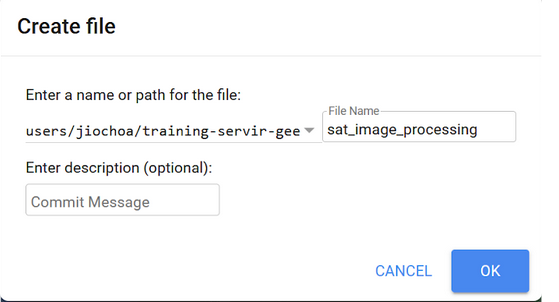 Create file
Enter a name or path for the file:
File Name
users/jiochoa/training-servir-gee sat_image_processing
Enter description (optional):
Commit Message
CANCEL OK